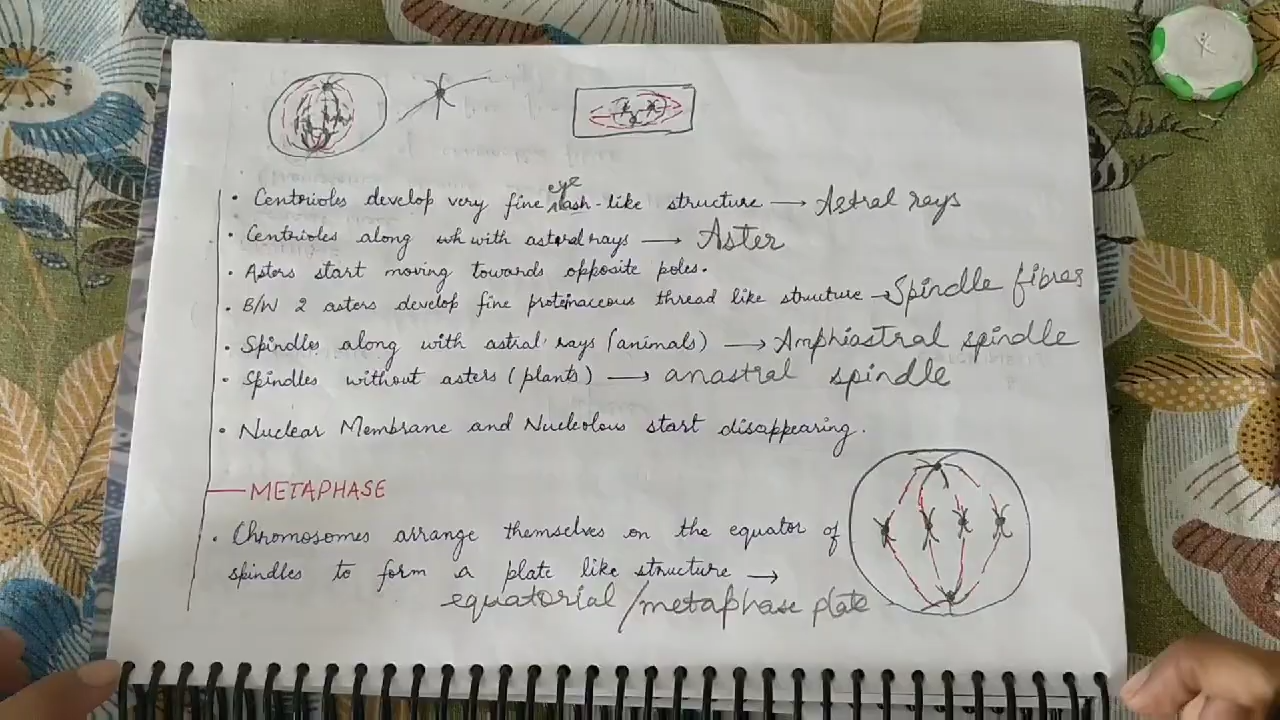 • Centrioles develop very fine eye lash-like structure → Astral rays
• Centrioles along wh with astral rays → Aster
• Asters start moving towards opposite poles.
• B/W 2 asters develop fine proteinaceous thread like structure → Spindle fibres
• Spindles along with astral rays (animals) → Amphiastral spindle
• Spindles without asters (plants) → anastral spindle
• Nuclear Membrane and Nucleolous start disappearing.
METAPHASE
• Chromosomes arrange themselves on the equator of
spindles to form a plate like structure →
equatorial/metaphase plate